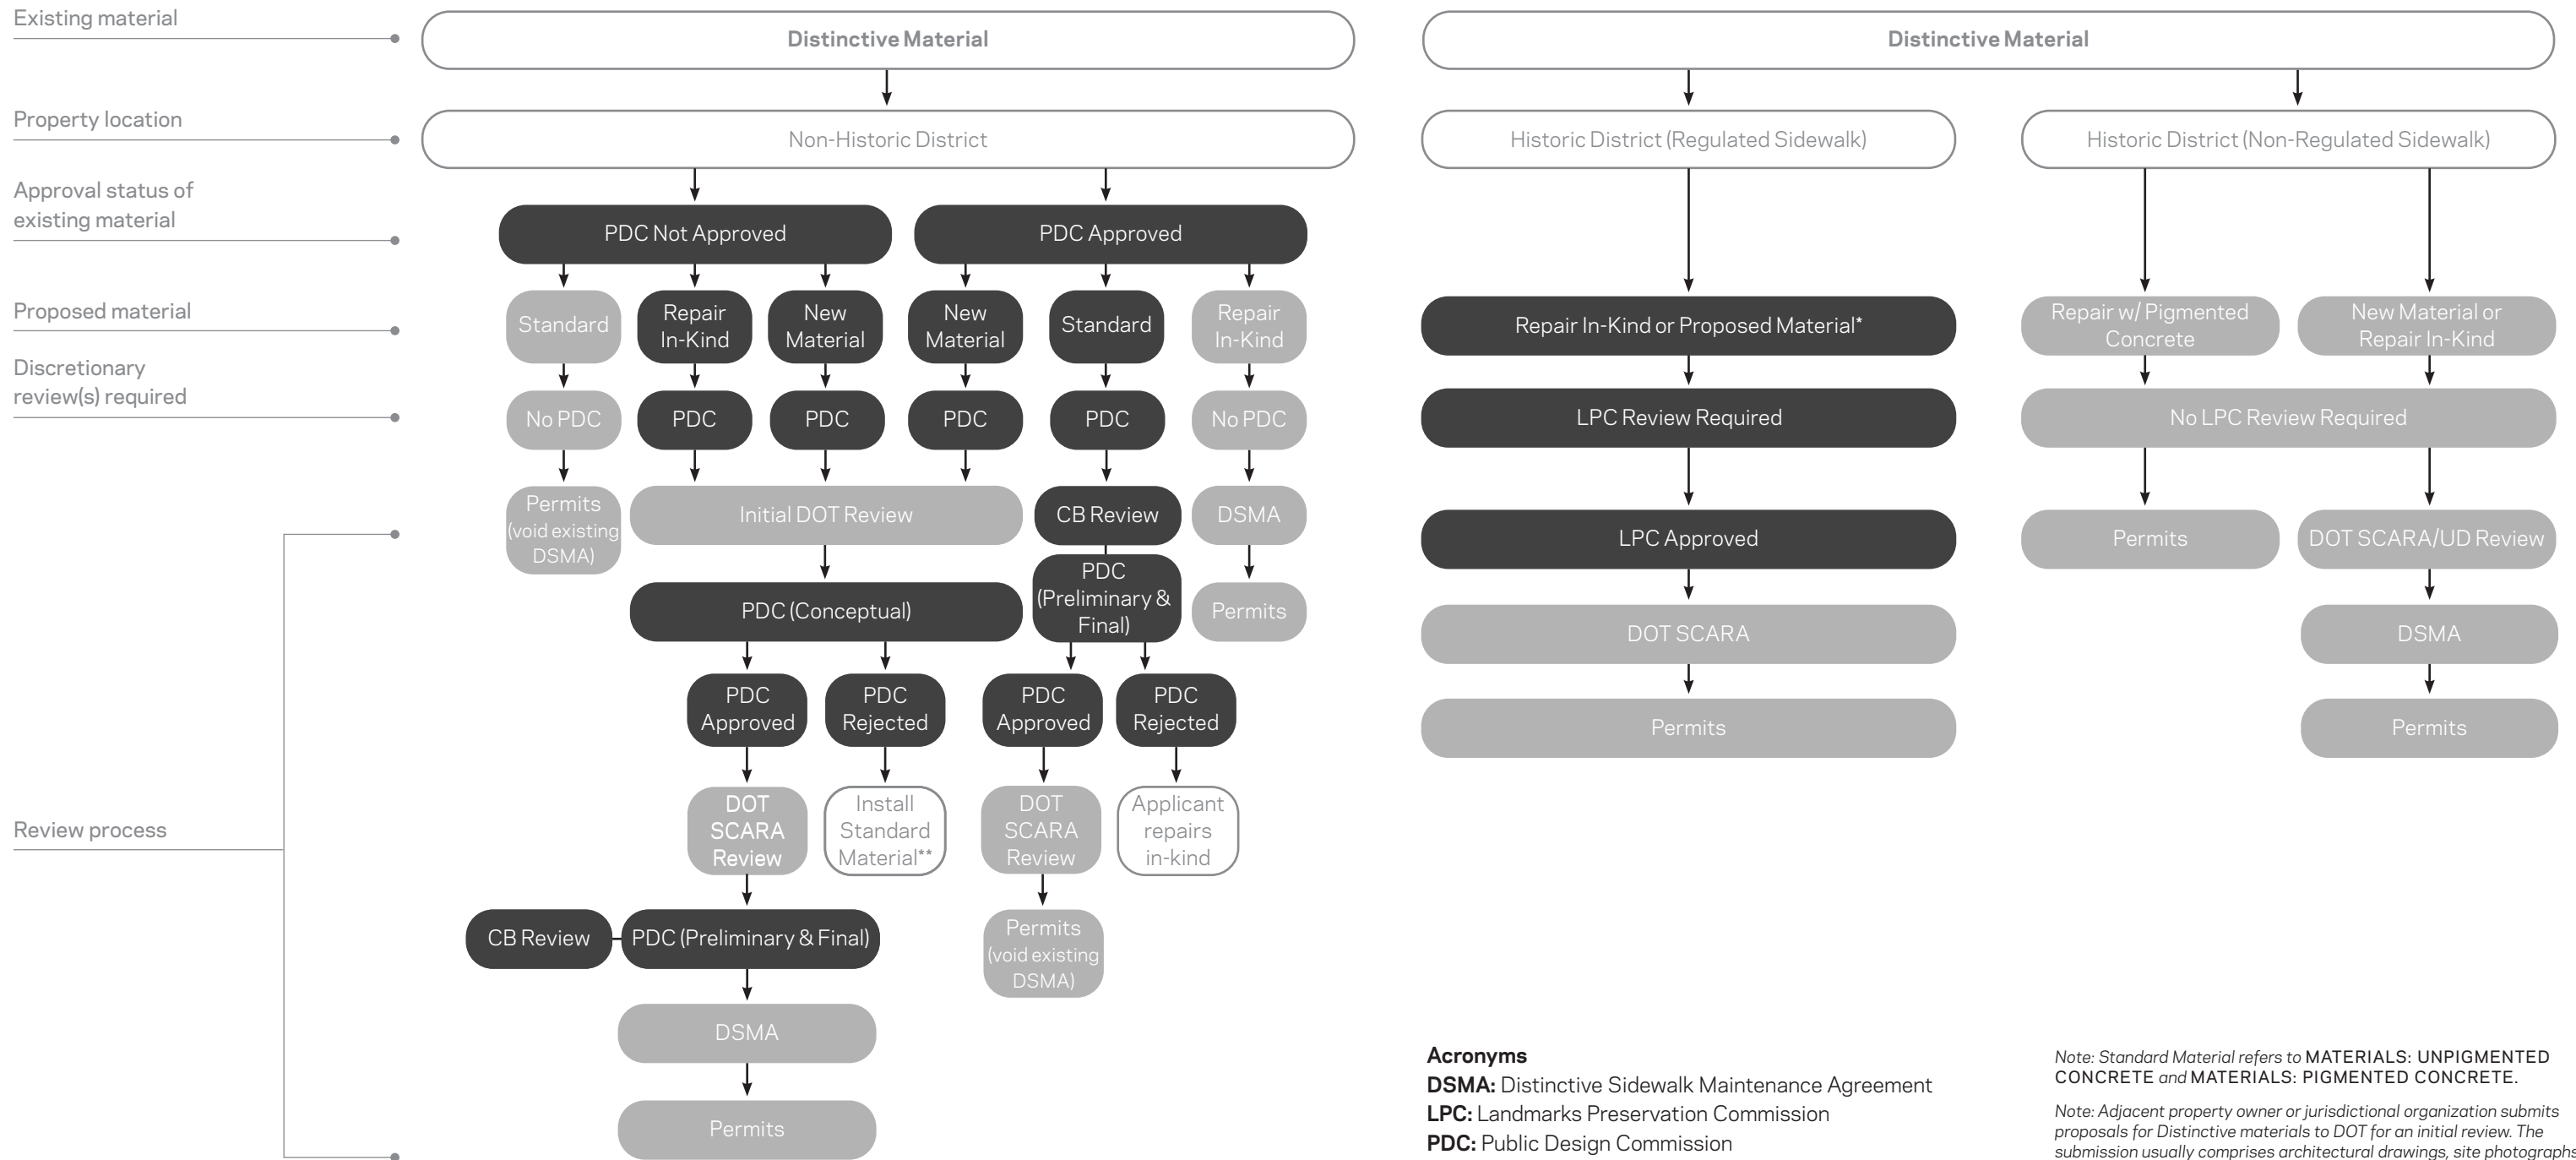 Existing material
Distinctive Material
Distinctive Material
Property location
Non-Historic District
Historic District (Regulated Sidewalk)
Historic District (Non-Regulated Sidewalk)
Approval status of
existing material
PDC Not Approved
PDC Approved
Proposed material
Standard
Repair
In-Kind
New
Material
New
Material
Standard
Repair
In-Kind
Repair In-Kind or Proposed Material*
Repair w/ Pigmented
Concrete
New Material or
Repair In-Kind
Discretionary
review(s) required
No PDC
PDC
PDC
PDC
PDC
No PDC
LPC Review Required
No LPC Review Required
Permits
(void existing
DSMA)
Initial DOT Review
CB Review
DSMA
LPC Approved
Permits
DOT SCARA/UD Review
PDC (Conceptual)
PDC
(Preliminary &
Final)
Permits
DOT SCARA
DSMA
PDC
Approved
PDC
Rejected
PDC
Approved
PDC
Rejected
Permits
Permits
Review process
DOT
SCARA
Review
Install
Standard
Material**
DOT
SCARA
Review
Applicant
repairs
in-kind
CB Review
PDC (Preliminary & Final)
Permits
(void existing
DSMA)
DSMA
Permits
Acronyms
DSMA: Distinctive Sidewalk Maintenance Agreement
LPC: Landmarks Preservation Commission
PDC: Public Design Commission
Note: Standard Material refers to MATERIALS: UNPIGMENTED
CONCRETE and MATERIALS: PIGMENTED CONCRETE.
Note: Adjacent property owner or jurisdictional organization submits
proposals for Distinctive materials to DOT for an initial review. The
submission usually comprises architectural drawings, site photographs